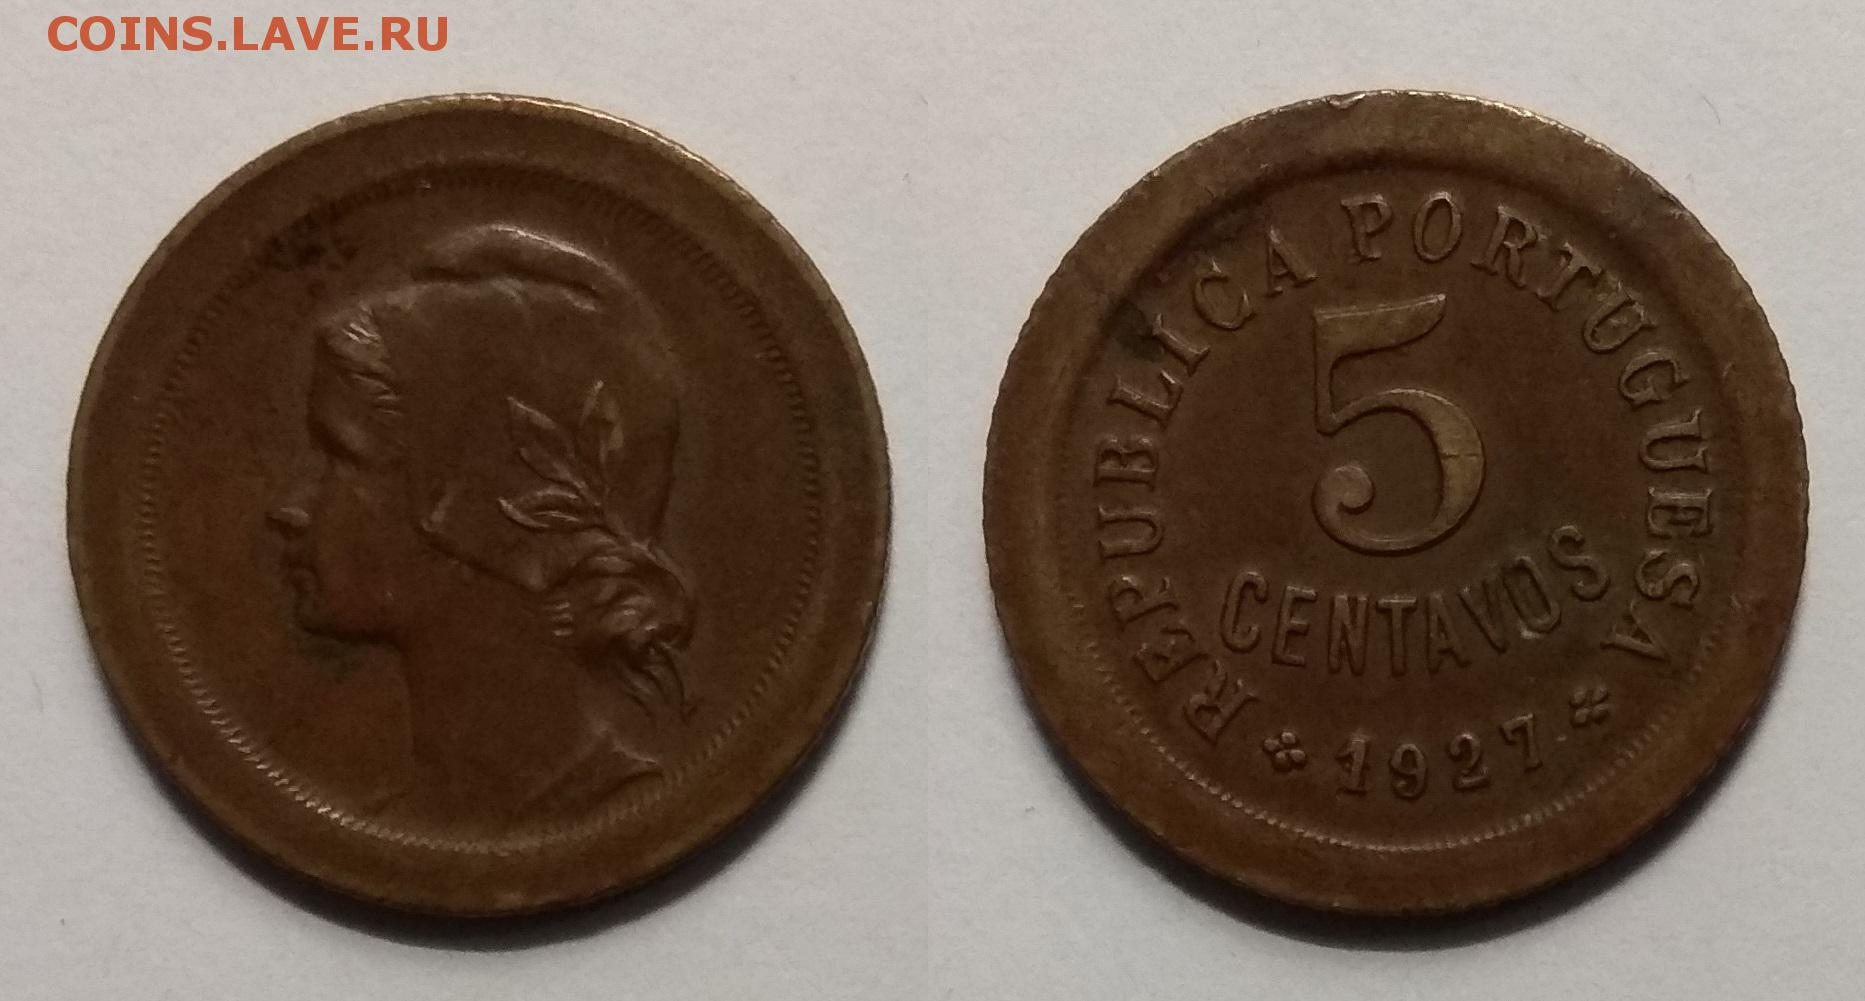 COINS.LAVE.RU
REPUBLICA PORTUGUESA
5
CENTAVOS
1927